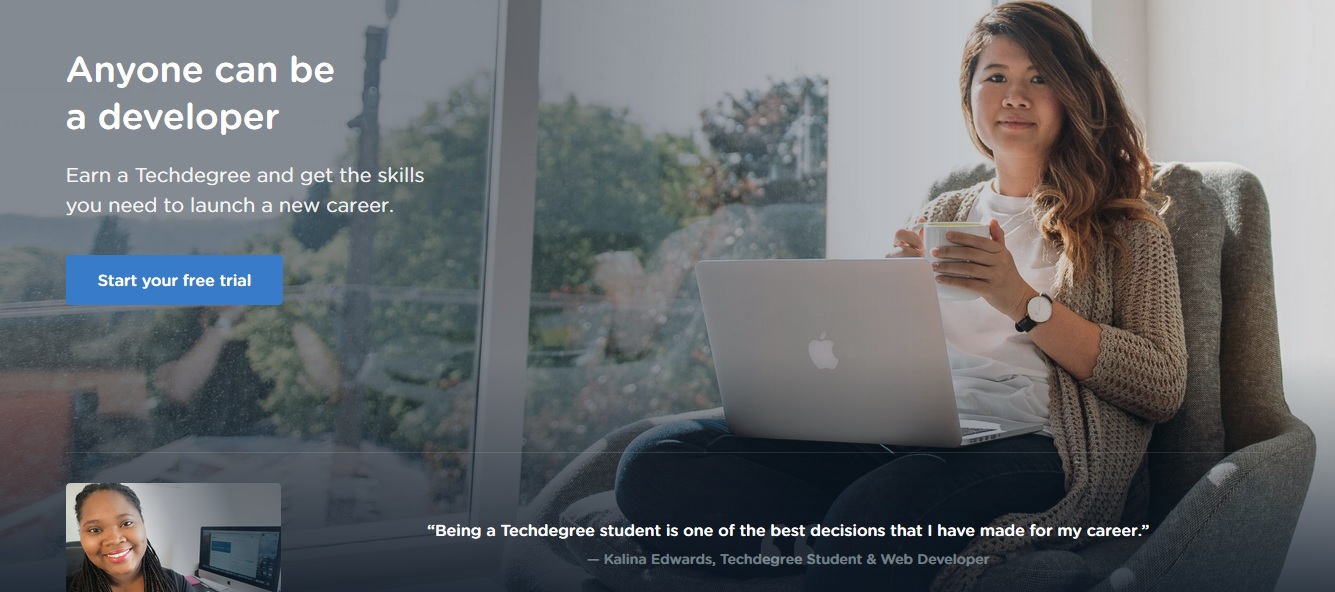 Anyone can be
a developer
Earn a Techdegree and get the skills
you need to launch a new career.
Start your free trial
“Being a Techdegree student is one of the best decisions that I have made for my career.”
— Kalina Edwards, Techdegree Student & Web Developer